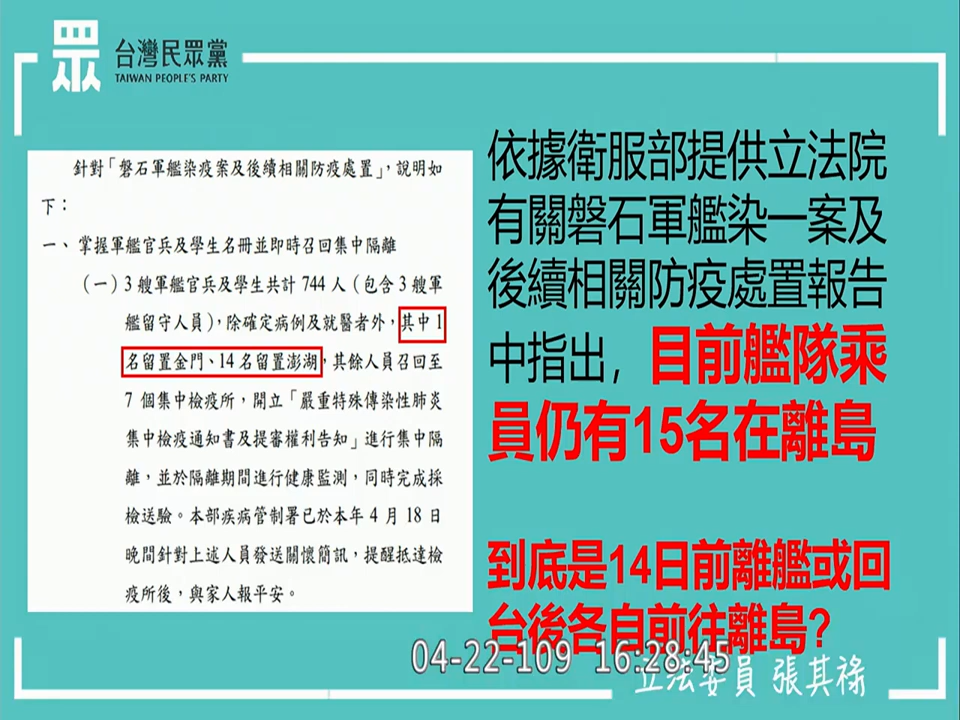 眾 台灣民眾黨
TAIWAN PEOPLE'S PARTY
針對「磐石軍艦染疫案及後續相關防疫處置」,說明如
下:
一、掌握軍艦官兵及學生名冊並即時召回集中隔離
(一)3 艘軍艦官兵及學生共計 744 人(包含 3 艘軍
艦留守人員),除確定病例及就醫者外,其中 1
名留置金門、14 名留置澎湖,其餘人員召回至
7 個集中檢疫所,開立「嚴重特殊傳染性肺炎
集中檢疫通知書及提審權利告知」進行集中隔
離,並於隔離期間進行健康監測,同時完成採
檢送驗。本部疾病管制署已於本年 4 月 18 日
晚間針對上述人員發送關懷簡訊,提醒抵達檢
疫所後,與家人報平安。
依據衛服部提供立法院
有關磐石軍艦染一案及
後續相關防疫處置報告
中指出,目前艦隊乘
員仍有15名在離島
到底是14日前離艦或回
台後各自前往離島?
04-22-109 16:28:45
立法委員 張其祿